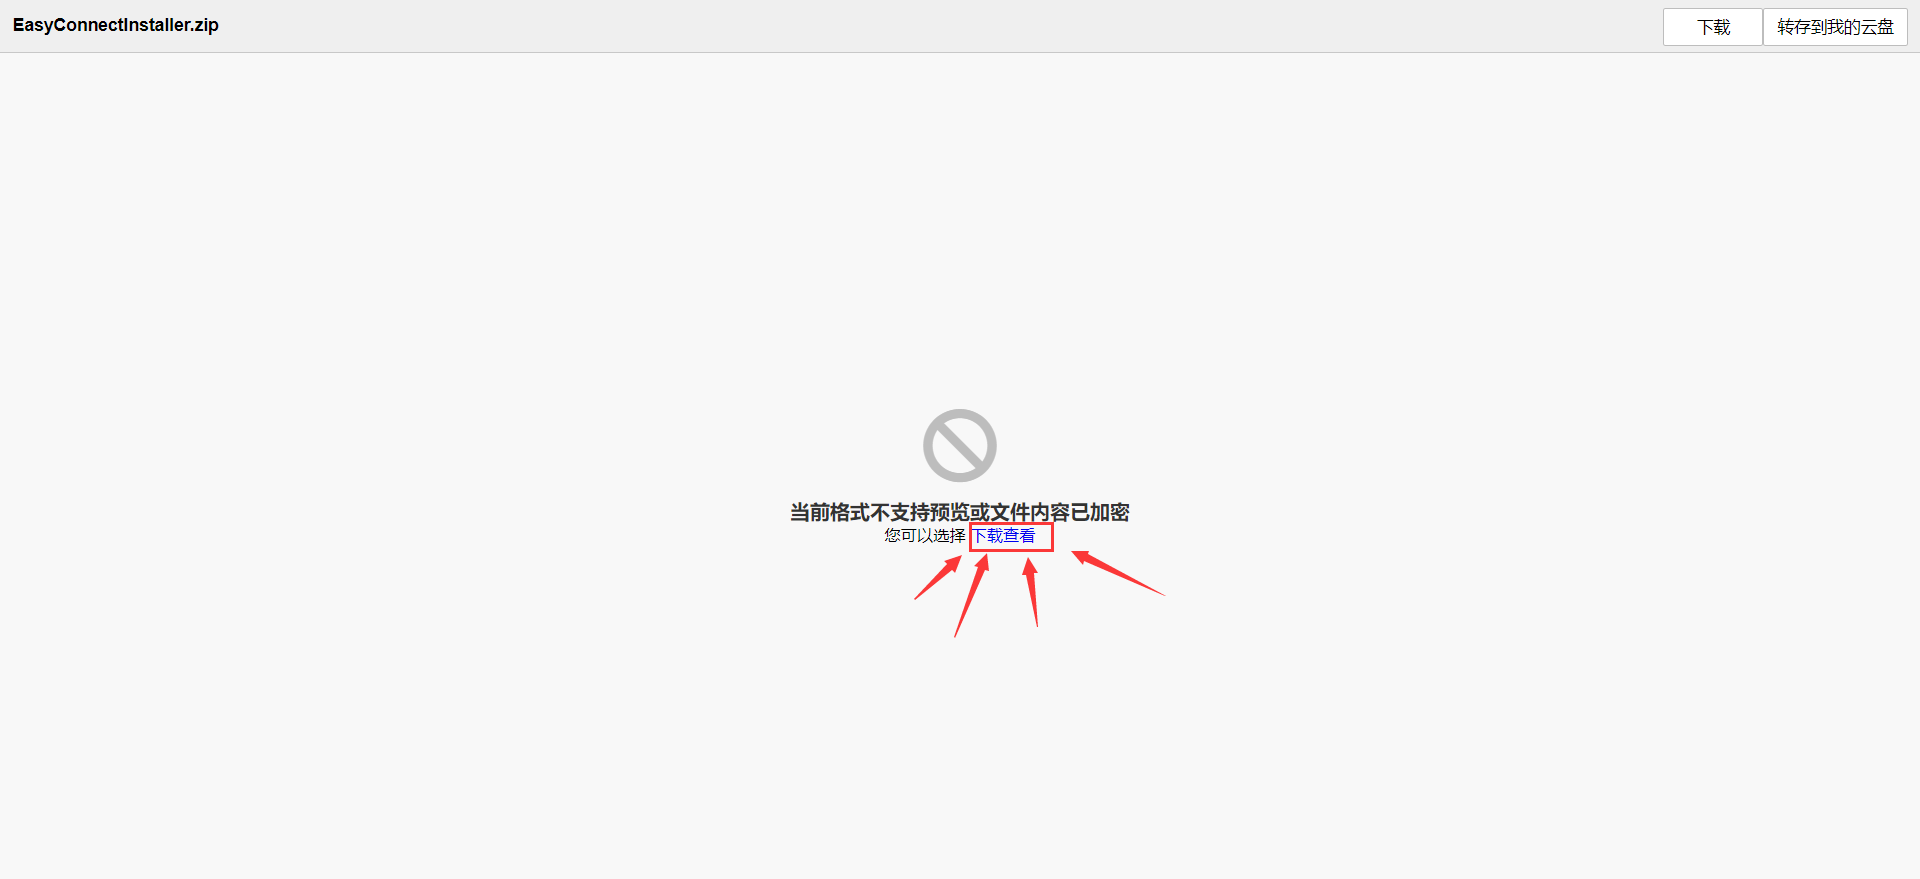 EasyConnectInstaller.zip
下载
转存到我的云盘
当前格式不支持预览或文件内容已加密
您可以选择 下载查看